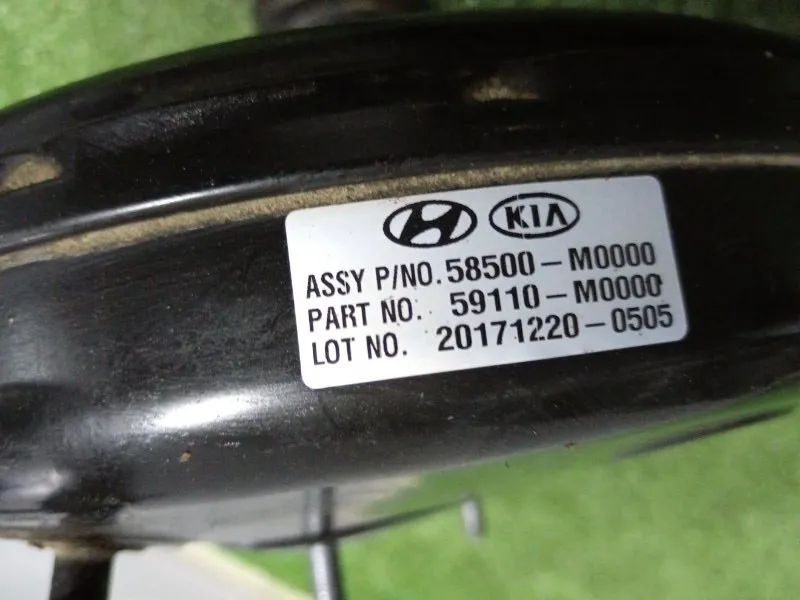 KIA
ASSY P/NO. 58500-M0000
PART NO. 59110-M0000
LOT NO. 20171220-0505